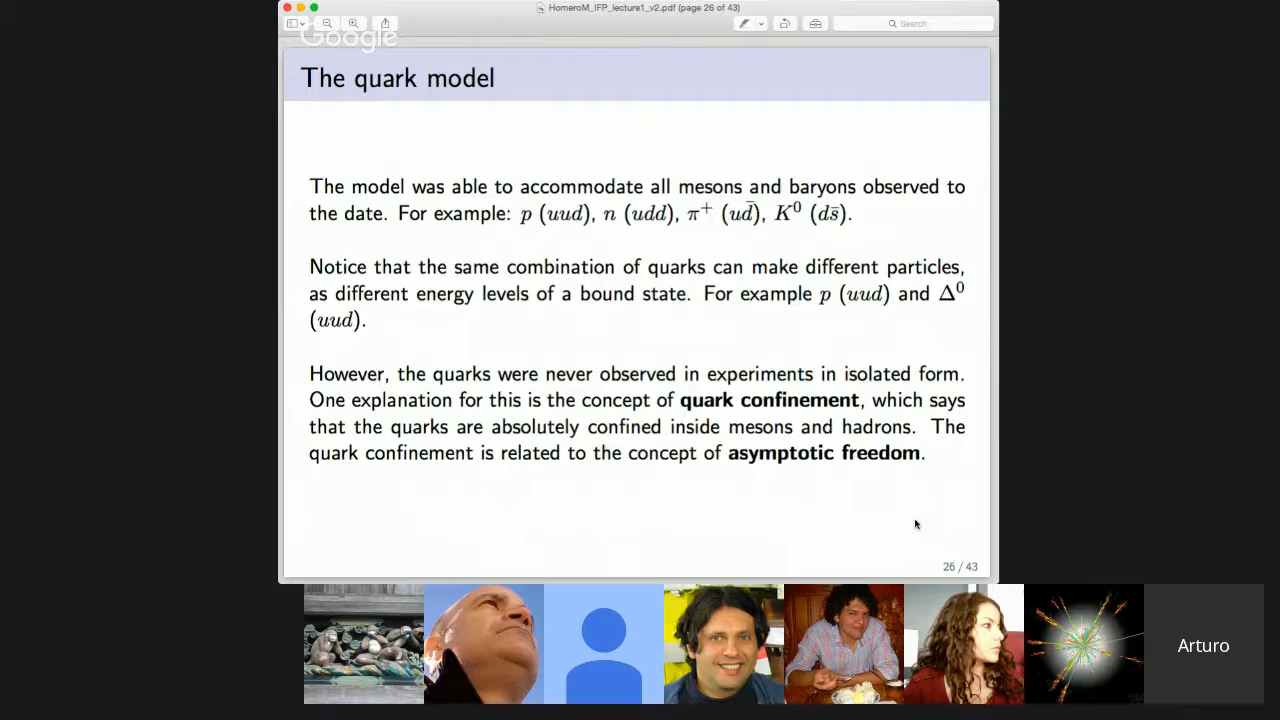 HomeroM_IFP_lecture1_v2.pdf (page 26 of 43)
Google
Search
The quark model
The model was able to accommodate all mesons and baryons observed to
the date. For example: p (uud), n (udd), π⁺ (ud̄), K⁰ (ds̄).
Notice that the same combination of quarks can make different particles,
as different energy levels of a bound state. For example p (uud) and Δ⁰
(uud).
However, the quarks were never observed in experiments in isolated form.
One explanation for this is the concept of quark confinement, which says
that the quarks are absolutely confined inside mesons and hadrons. The
quark confinement is related to the concept of asymptotic freedom.
26 / 43
Arturo